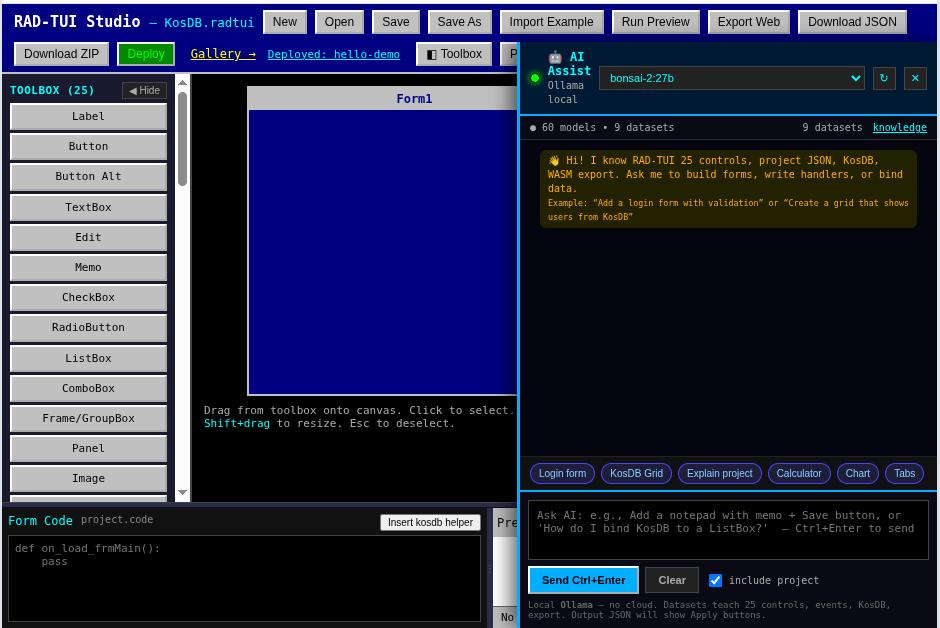 RAD-TUI Studio — KosDB.radtui New Open Save Save As Import Example Run Preview Export Web Download JSON
Download ZIP Deploy Gallery → Deployed: hello-demo ◧ Toolbox
TOOLBOX (25) ◀ Hide
Label
Button
Button Alt
TextBox
Edit
Memo
CheckBox
RadioButton
ListBox
ComboBox
Frame/GroupBox
Panel
Image
Form1
Drag from toolbox onto canvas. Click to select.
Shift+drag to resize. Esc to deselect.
Form Code project.code Insert kosdb helper
def on_load_frmMain():
    pass
Pre
No
🤖 AI
Assist
Ollama
local
bonsai-2:27b ↻ ✕
● 60 models • 9 datasets 9 datasets knowledge
👋 Hi! I know RAD-TUI 25 controls, project JSON, KosDB,
WASM export. Ask me to build forms, write handlers, or bind
data.
Example: “Add a login form with validation” or “Create a grid that shows
users from KosDB”
Login form KosDB Grid Explain project Calculator Chart Tabs
Ask AI: e.g., Add a notepad with memo + Save button, or
'How do I bind KosDB to a ListBox?' — Ctrl+Enter to send
Send Ctrl+Enter Clear include project
Local Ollama — no cloud. Datasets teach 25 controls, events, KosDB,
export. Output JSON will show Apply buttons.